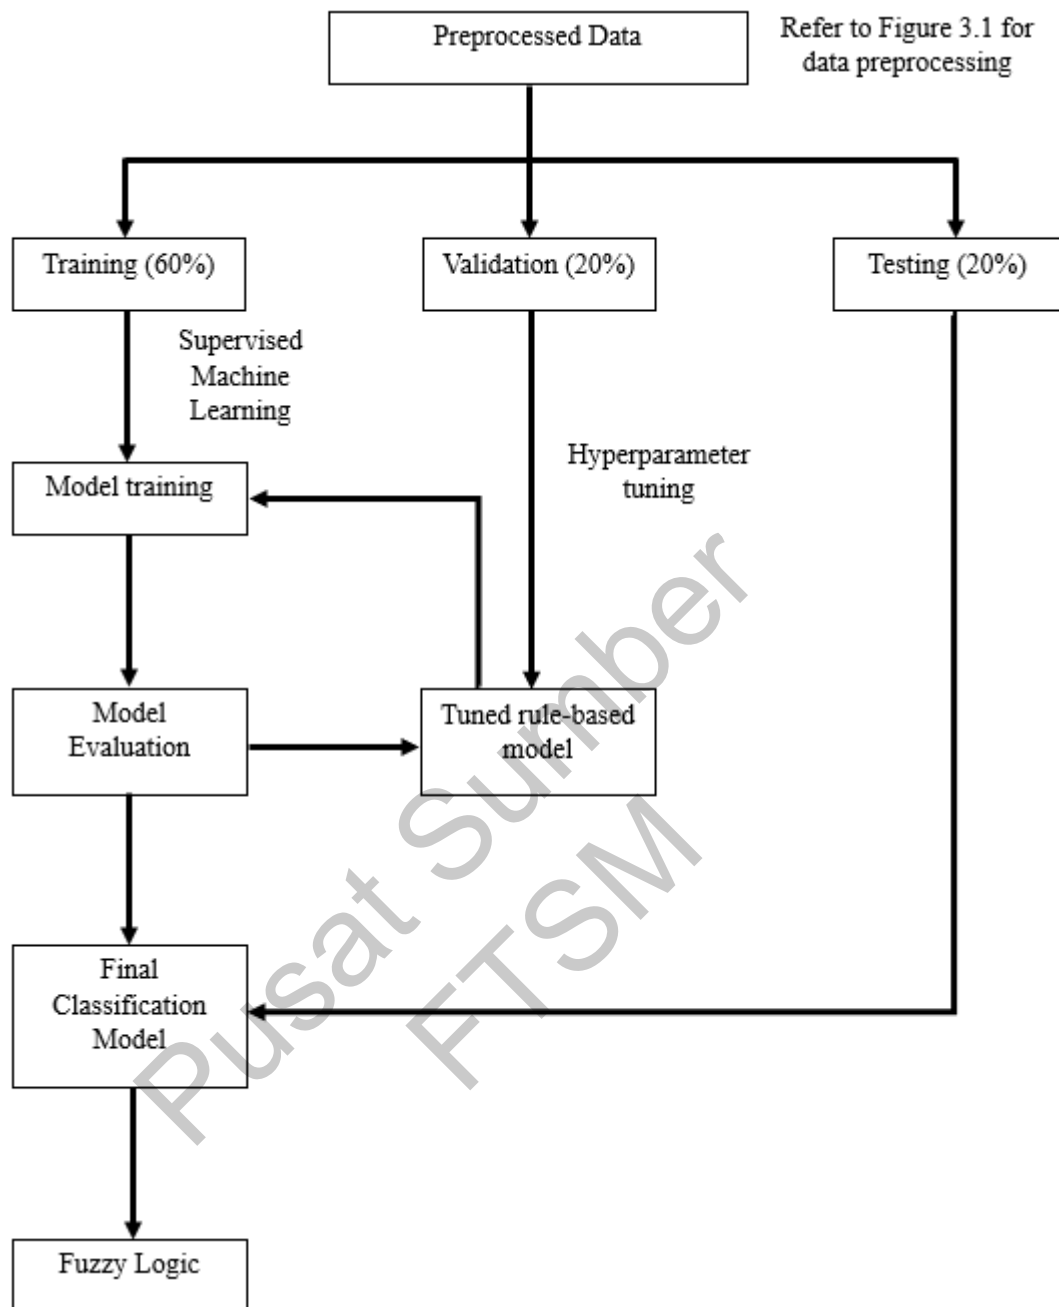 Preprocessed Data
Refer to Figure 3.1 for
data preprocessing
Training (60%)
Validation (20%)
Testing (20%)
Supervised
Machine
Learning
Hyperparameter
tuning
Model training
Model
Evaluation
Tuned rule-based
model
Final
Classification
Model
Fuzzy Logic
Pusat Sumber
FTSM